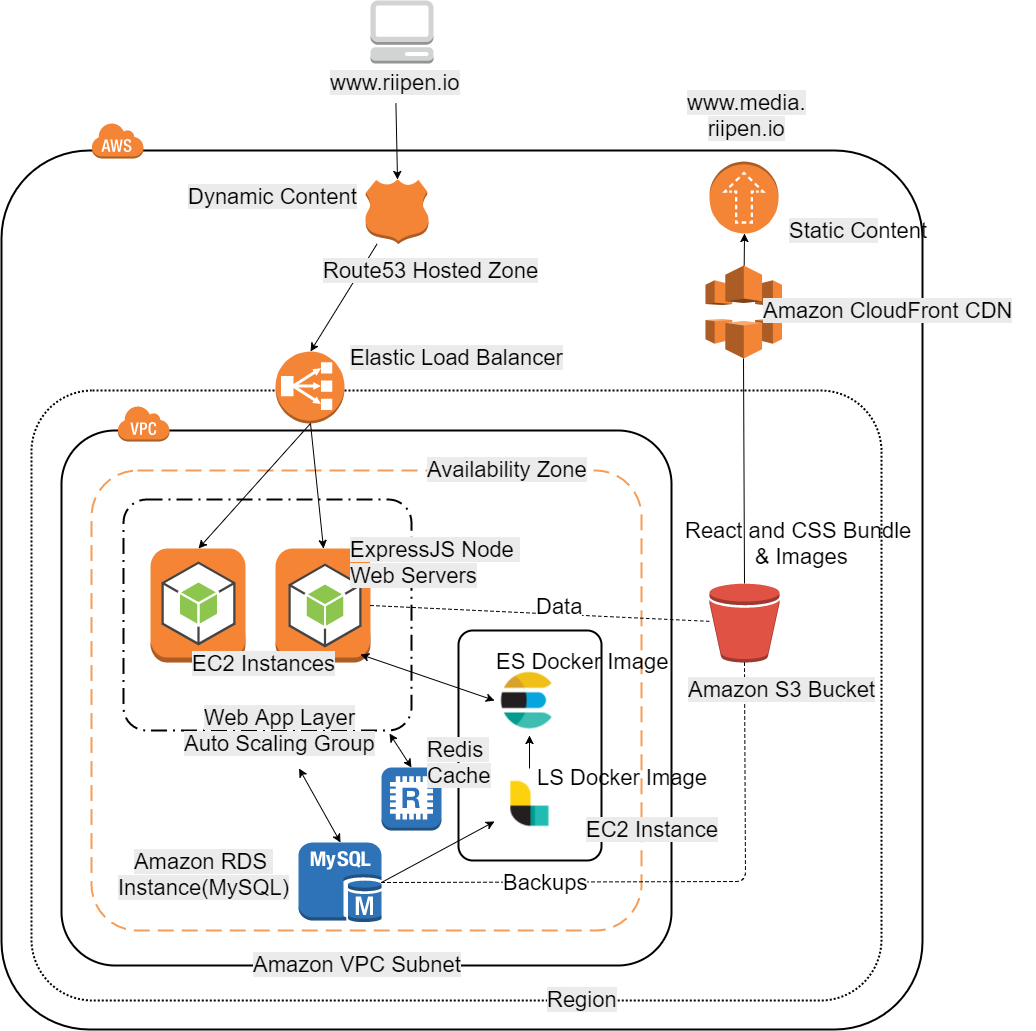 www.riipen.io
www.media.
riipen.io
AWS
Dynamic Content
Static Content
Route53 Hosted Zone
Amazon CloudFront CDN
Elastic Load Balancer
VPC
Availability Zone
React and CSS Bundle
& Images
ExpressJS Node
Web Servers
Data
EC2 Instances
ES Docker Image
Amazon S3 Bucket
Web App Layer
Auto Scaling Group
Redis
Cache
LS Docker Image
R
EC2 Instance
Amazon RDS
Instance(MySQL)
MySQL
M
Backups
Amazon VPC Subnet
Region